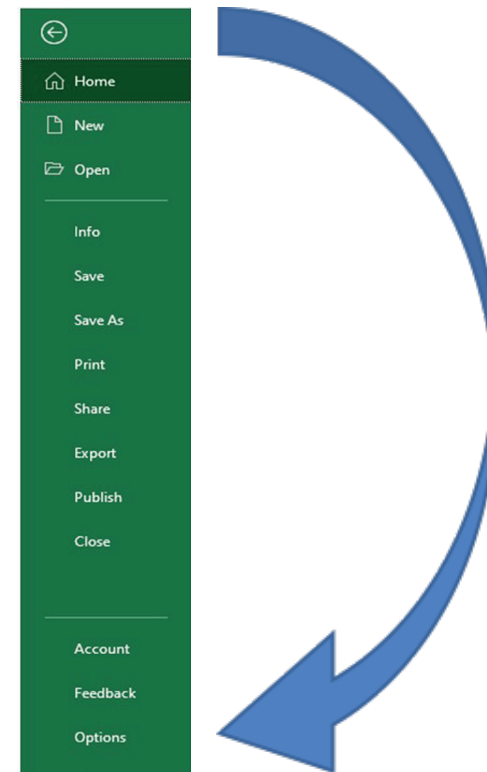 Home
New
Open
Info
Save
Save As
Print
Share
Export
Publish
Close
Account
Feedback
Options